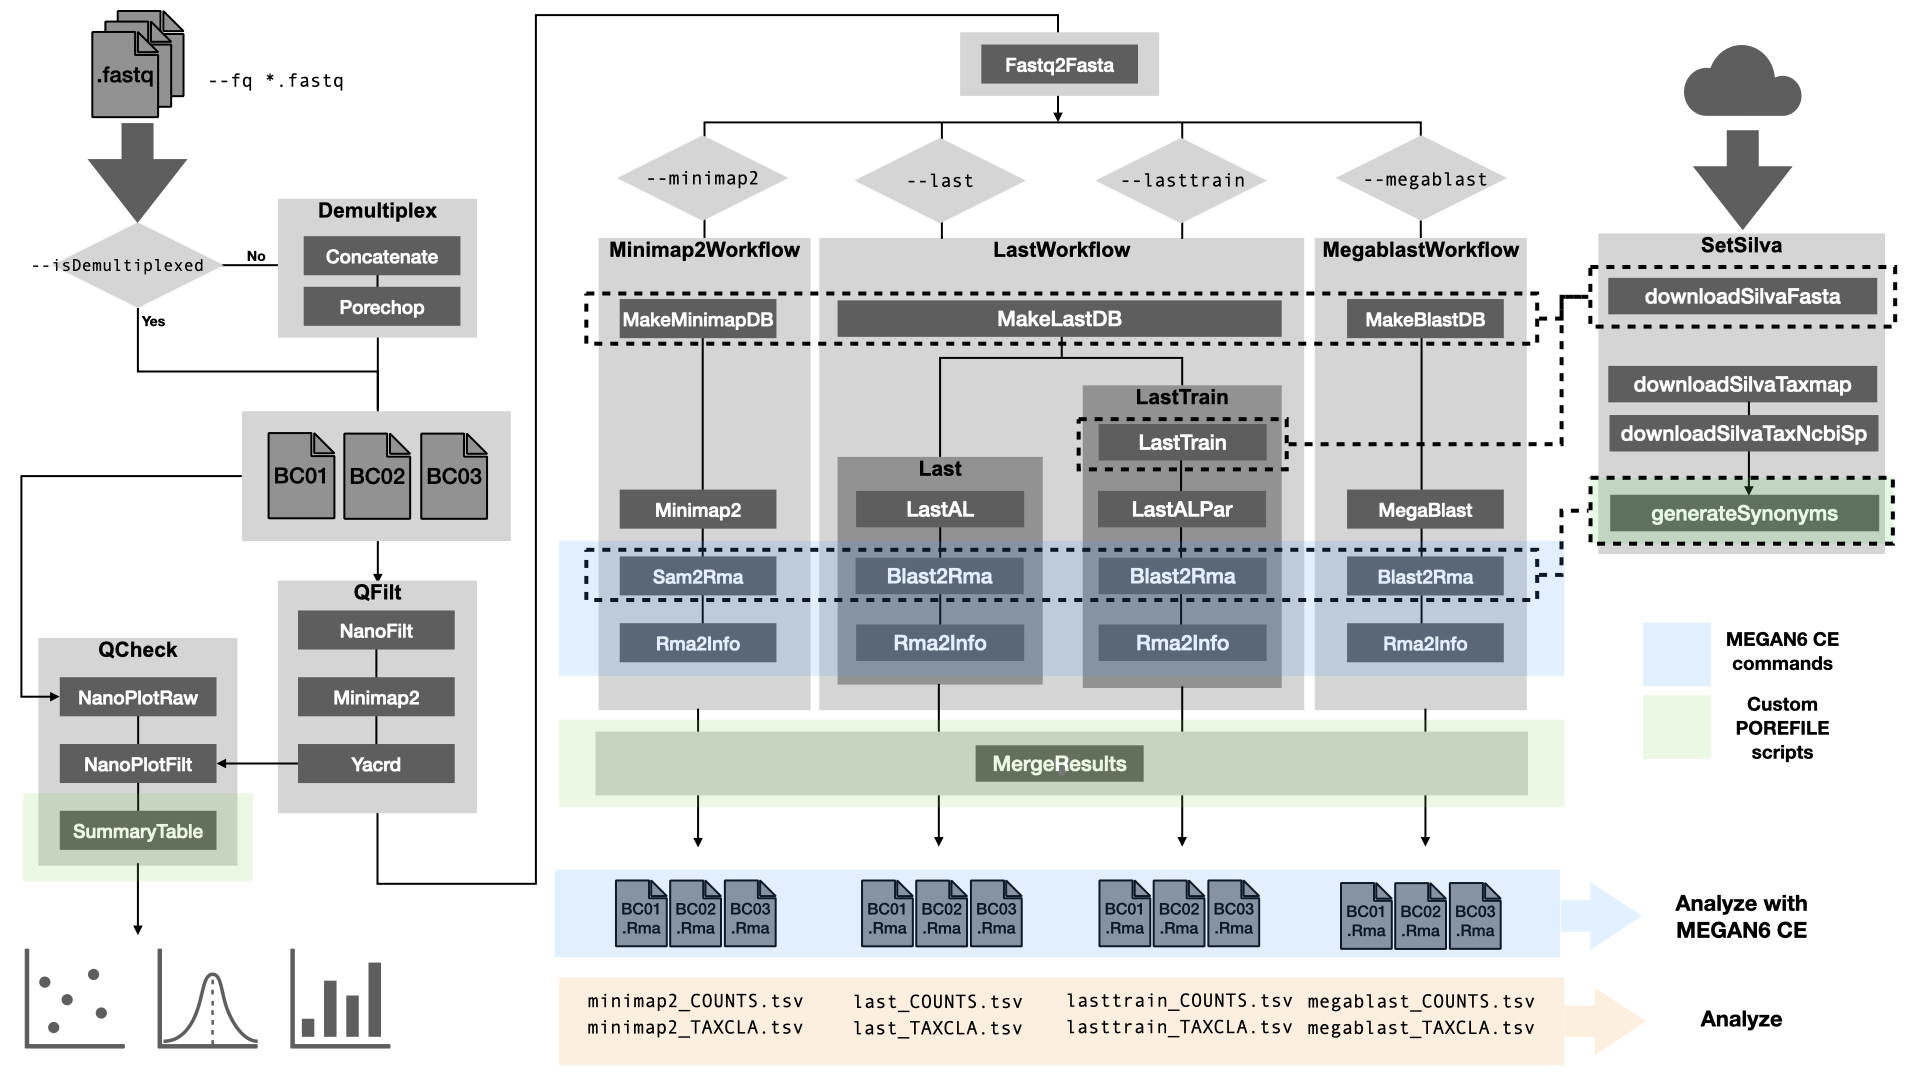 .fastq
--fq *.fastq
--isDemultiplexed
No
Yes
Demultiplex
Concatenate
Porechop
BC01
BC02
BC03
QFilt
NanoFilt
Minimap2
Yacrd
QCheck
NanoPlotRaw
NanoPlotFilt
SummaryTable
Fastq2Fasta
--minimap2
--last
--lasttrain
--megablast
Minimap2Workflow
LastWorkflow
MegablastWorkflow
MakeMinimapDB
MakeLastDB
MakeBlastDB
LastTrain
LastTrain
Last
Minimap2
LastAL
LastALPar
MegaBlast
Sam2Rma
Blast2Rma
Blast2Rma
Blast2Rma
Rma2Info
Rma2Info
Rma2Info
Rma2Info
MergeResults
SetSilva
downloadSilvaFasta
downloadSilvaTaxmap
downloadSilvaTaxNcbiSp
generateSynonyms
MEGAN6 CE
commands
Custom
POREFILE
scripts
BC01
.Rma
BC02
.Rma
BC03
.Rma
BC01
.Rma
BC02
.Rma
BC03
.Rma
BC01
.Rma
BC02
.Rma
BC03
.Rma
BC01
.Rma
BC02
.Rma
BC03
.Rma
Analyze with
MEGAN6 CE
minimap2_COUNTS.tsv
minimap2_TAXCLA.tsv
last_COUNTS.tsv
last_TAXCLA.tsv
lasttrain_COUNTS.tsv
lasttrain_TAXCLA.tsv
megablast_COUNTS.tsv
megablast_TAXCLA.tsv
Analyze